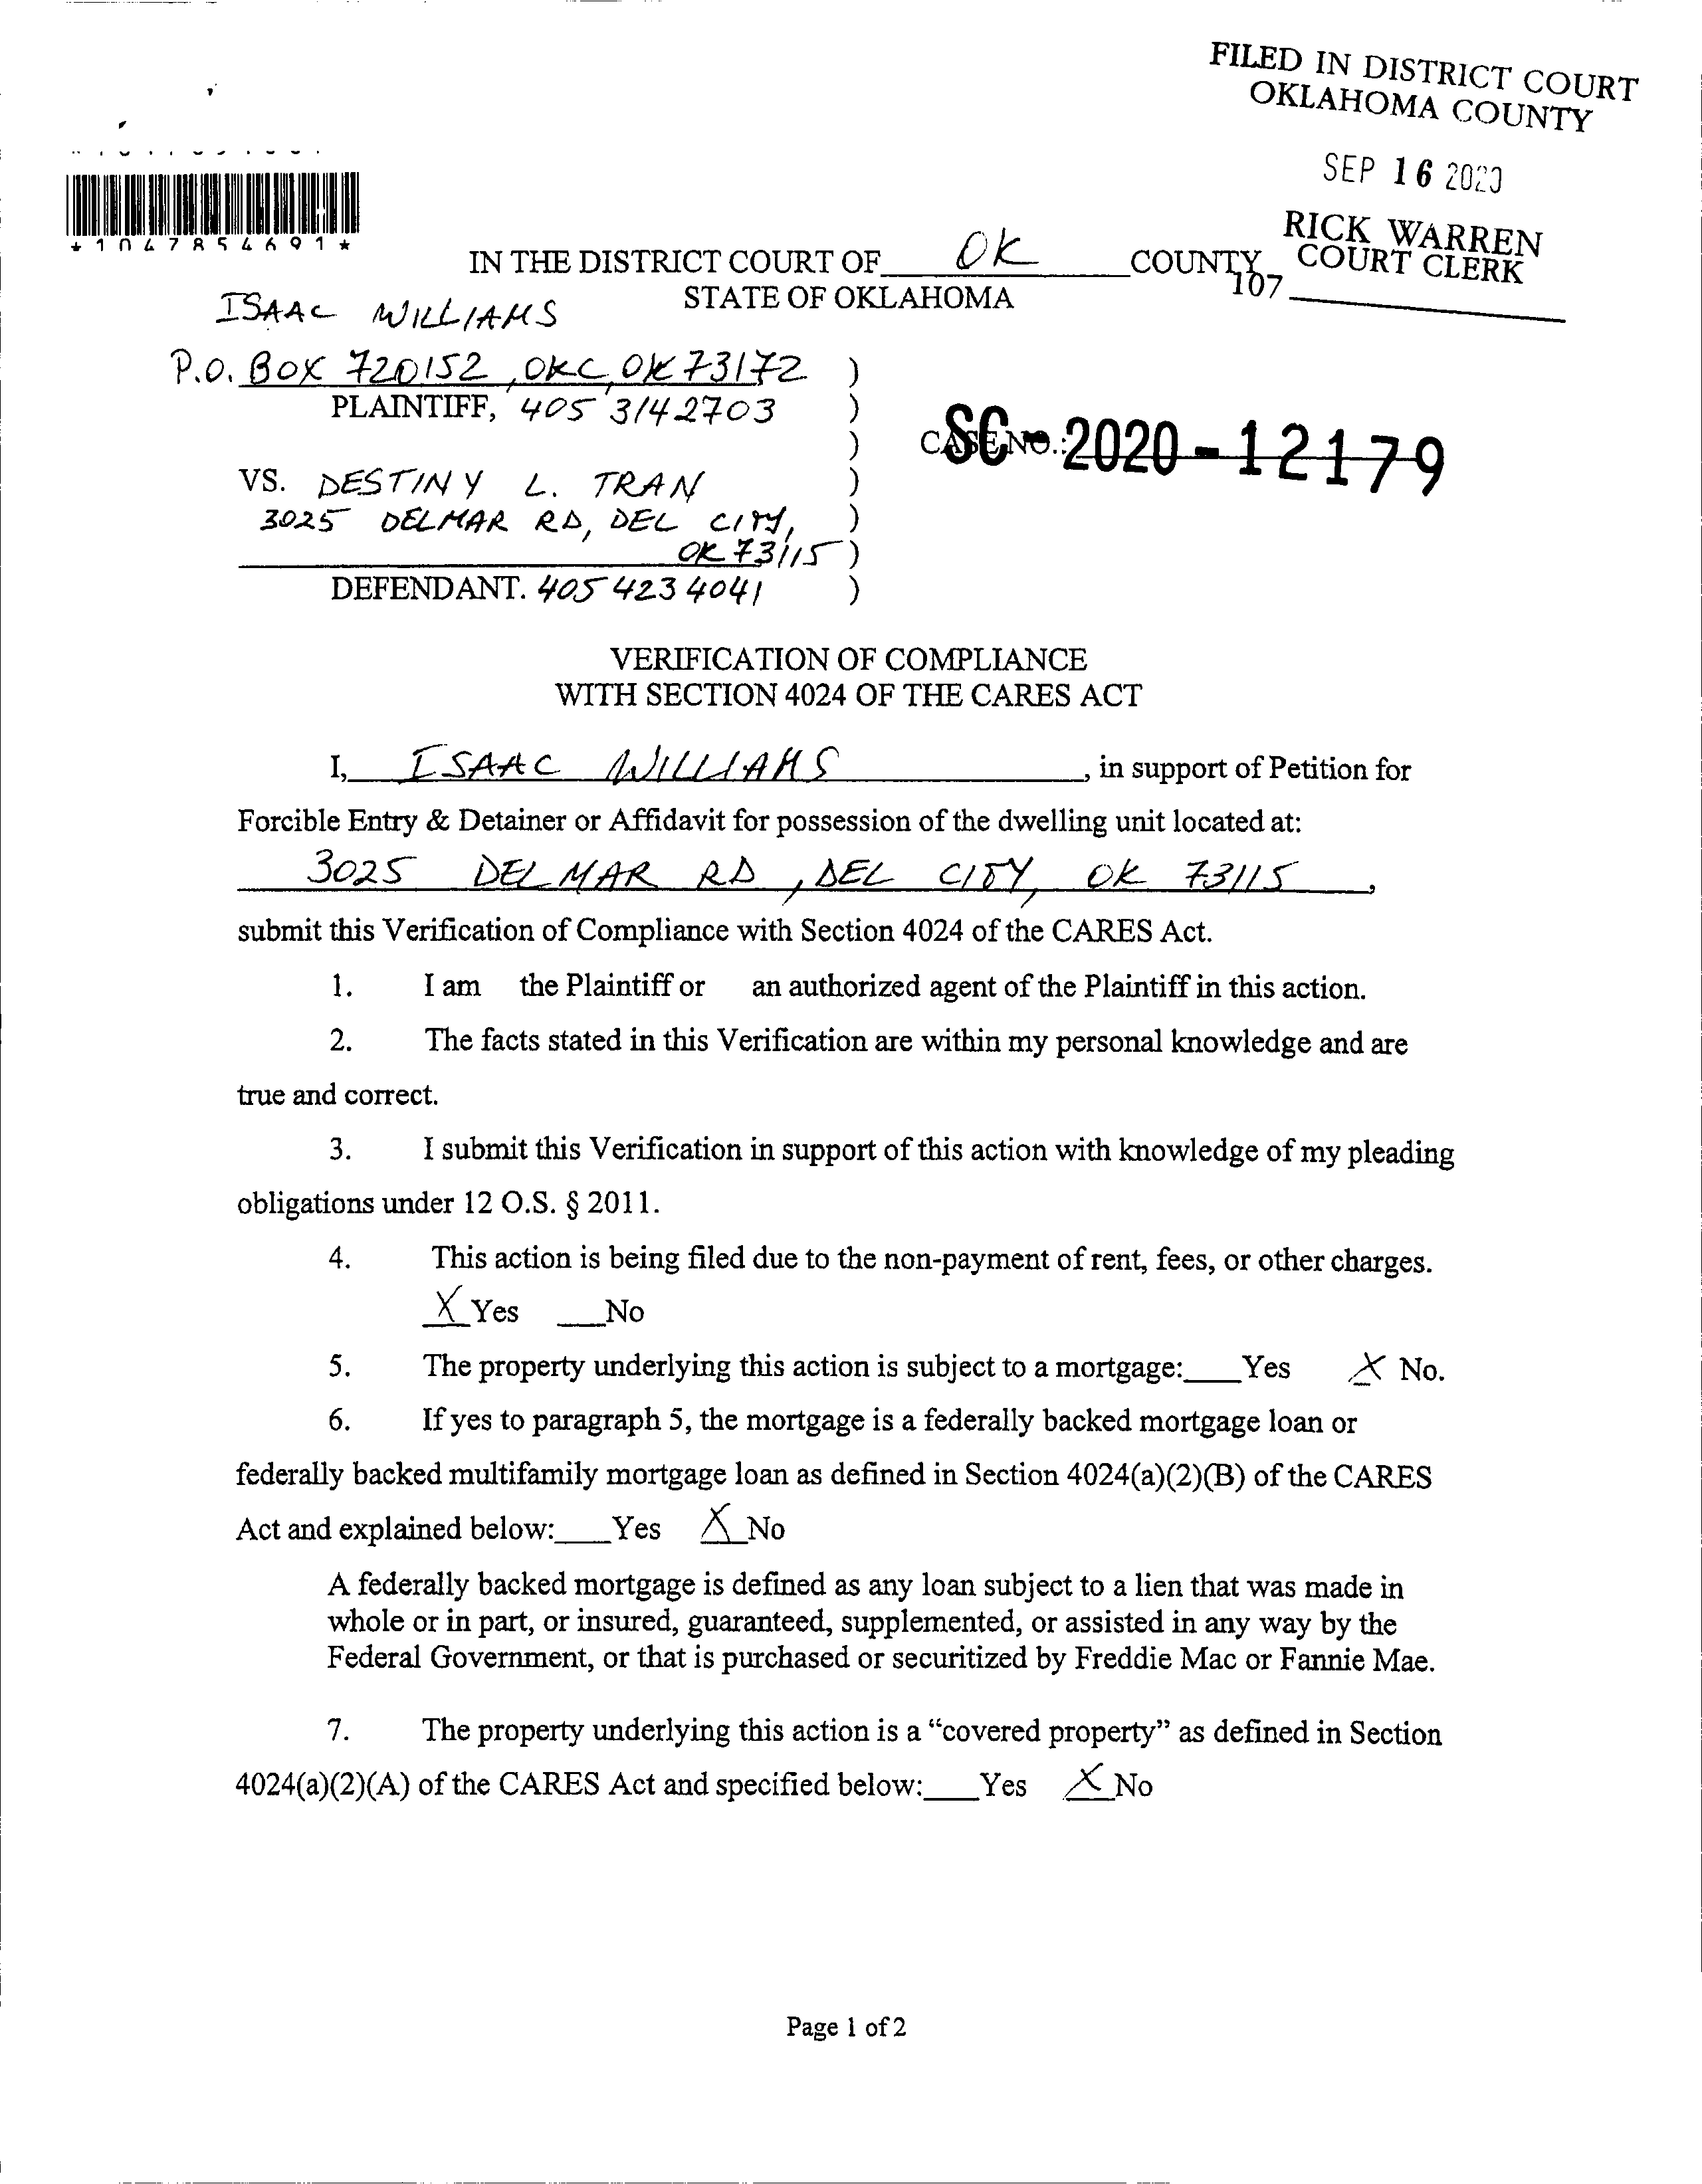 FILED IN DISTRICT COURT
OKLAHOMA COUNTY
SEP 16 2020
RICK WARREN
COURT CLERK
107
*1047854691*
IN THE DISTRICT COURT OF OK COUNTY
STATE OF OKLAHOMA
ISAAC WILLIAMS
P.O. BOX 720152, OKC, OK 73172 )
PLAINTIFF, 405 3142703 )
) CASE NO.: SC-2020-12179
VS. DESTINY L. TRAN )
3025 DELMAR RD, DEL CITY, )
OK 73115 )
DEFENDANT. 405 423 4041 )
VERIFICATION OF COMPLIANCE
WITH SECTION 4024 OF THE CARES ACT
I, ISAAC WILLIAMS, in support of Petition for
Forcible Entry & Detainer or Affidavit for possession of the dwelling unit located at:
3025 DELMAR RD, DEL CITY, OK 73115,
submit this Verification of Compliance with Section 4024 of the CARES Act.
1. I am the Plaintiff or an authorized agent of the Plaintiff in this action.
2. The facts stated in this Verification are within my personal knowledge and are
true and correct.
3. I submit this Verification in support of this action with knowledge of my pleading
obligations under 12 O.S. § 2011.
4. This action is being filed due to the non-payment of rent, fees, or other charges.
X Yes ___No
5. The property underlying this action is subject to a mortgage:___Yes X No.
6. If yes to paragraph 5, the mortgage is a federally backed mortgage loan or
federally backed multifamily mortgage loan as defined in Section 4024(a)(2)(B) of the CARES
Act and explained below:___Yes X No
A federally backed mortgage is defined as any loan subject to a lien that was made in
whole or in part, or insured, guaranteed, supplemented, or assisted in any way by the
Federal Government, or that is purchased or securitized by Freddie Mac or Fannie Mae.
7. The property underlying this action is a “covered property” as defined in Section
4024(a)(2)(A) of the CARES Act and specified below:___Yes X No
Page 1 of 2